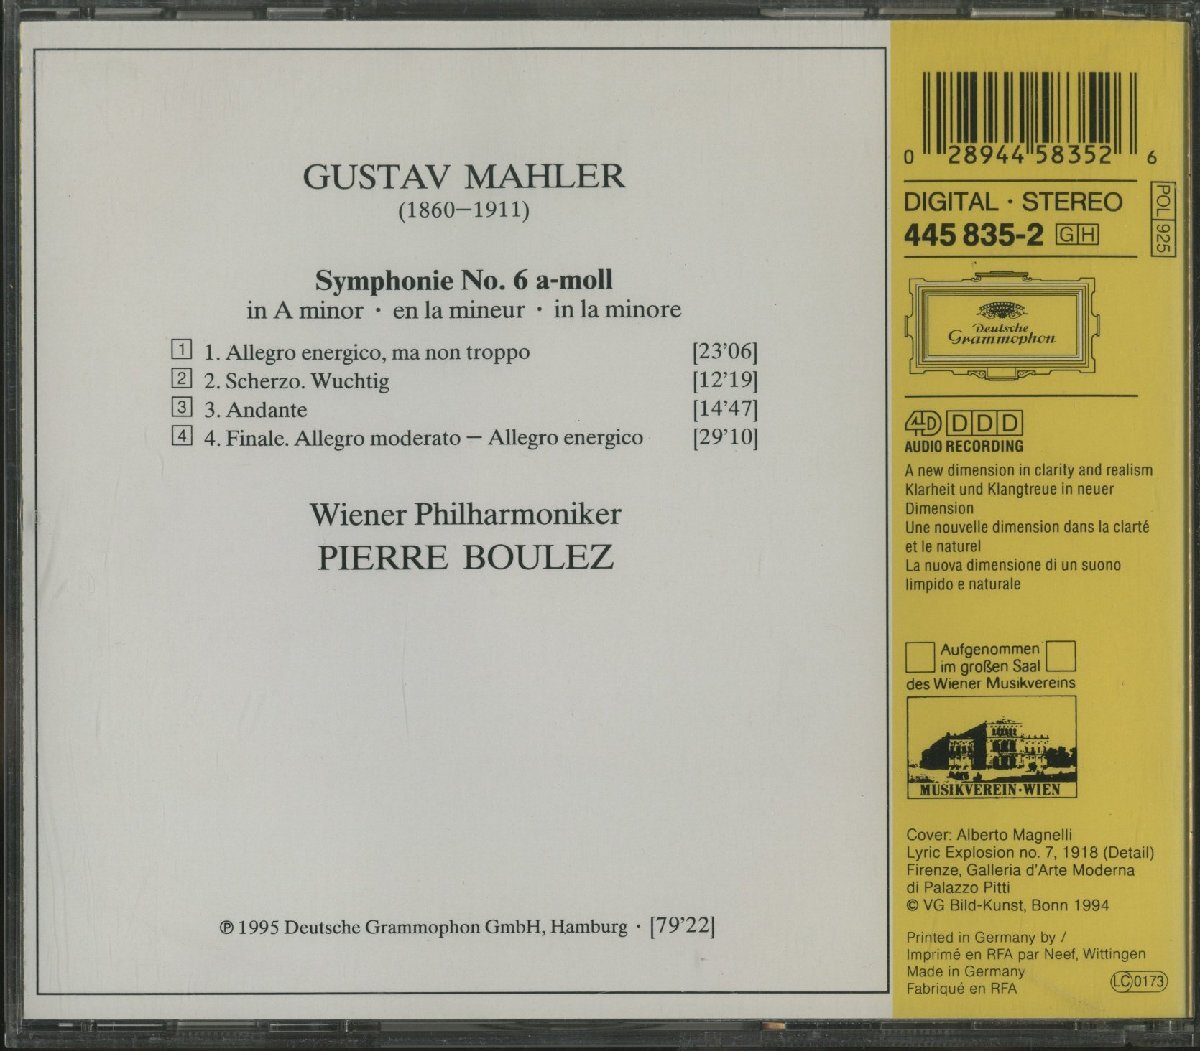 GUSTAV MAHLER
(1860–1911)
Symphonie No. 6 a-moll
in A minor · en la mineur · in la minore
1 1. Allegro energico, ma non troppo [23’06]
2 2. Scherzo. Wuchtig [12’19]
3 3. Andante [14’47]
4 4. Finale. Allegro moderato – Allegro energico [29’10]
Wiener Philharmoniker
PIERRE BOULEZ
℗ 1995 Deutsche Grammophon GmbH, Hamburg · [79’22]
0 28944 58352 6
DIGITAL · STEREO
445 835-2 GH
POL 925
Deutsche
Grammophon
4D DDD
AUDIO RECORDING
A new dimension in clarity and realism
Klarheit und Klangtreue in neuer
Dimension
Une nouvelle dimension dans la clarté
et le naturel
La nuova dimensione di un suono
limpido e naturale
Aufgenommen
im großen Saal
des Wiener Musikvereins
MUSIKVEREIN·WIEN
Cover: Alberto Magnelli
Lyric Explosion no. 7, 1918 (Detail)
Firenze, Galleria d’Arte Moderna
di Palazzo Pitti
© VG Bild-Kunst, Bonn 1994
Printed in Germany by /
Imprimé en RFA par Neef, Wittingen
Made in Germany
Fabriqué en RFA
LC 0173